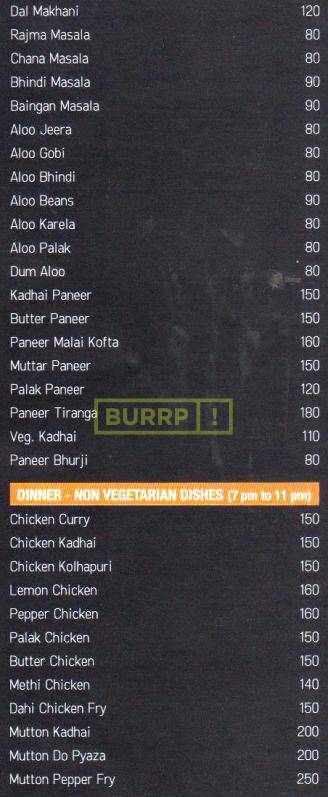 Dal Makhani 120
Rajma Masala 80
Chana Masala 80
Bhindi Masala 90
Baingan Masala 90
Aloo Jeera 80
Aloo Gobi 80
Aloo Bhindi 80
Aloo Beans 90
Aloo Karela 80
Aloo Palak 80
Dum Aloo 80
Kadhai Paneer 150
Butter Paneer 150
Paneer Malai Kofta 160
Muttar Paneer 150
Palak Paneer 120
Paneer Tiranga 180
BURRP!
Veg. Kadhai 110
Paneer Bhurji 80
DINNER - NON VEGETARIAN DISHES (7 pm to 11 pm)
Chicken Curry 150
Chicken Kadhai 150
Chicken Kolhapuri 150
Lemon Chicken 160
Pepper Chicken 160
Palak Chicken 150
Butter Chicken 150
Methi Chicken 140
Dahi Chicken Fry 150
Mutton Kadhai 200
Mutton Do Pyaza 200
Mutton Pepper Fry 250